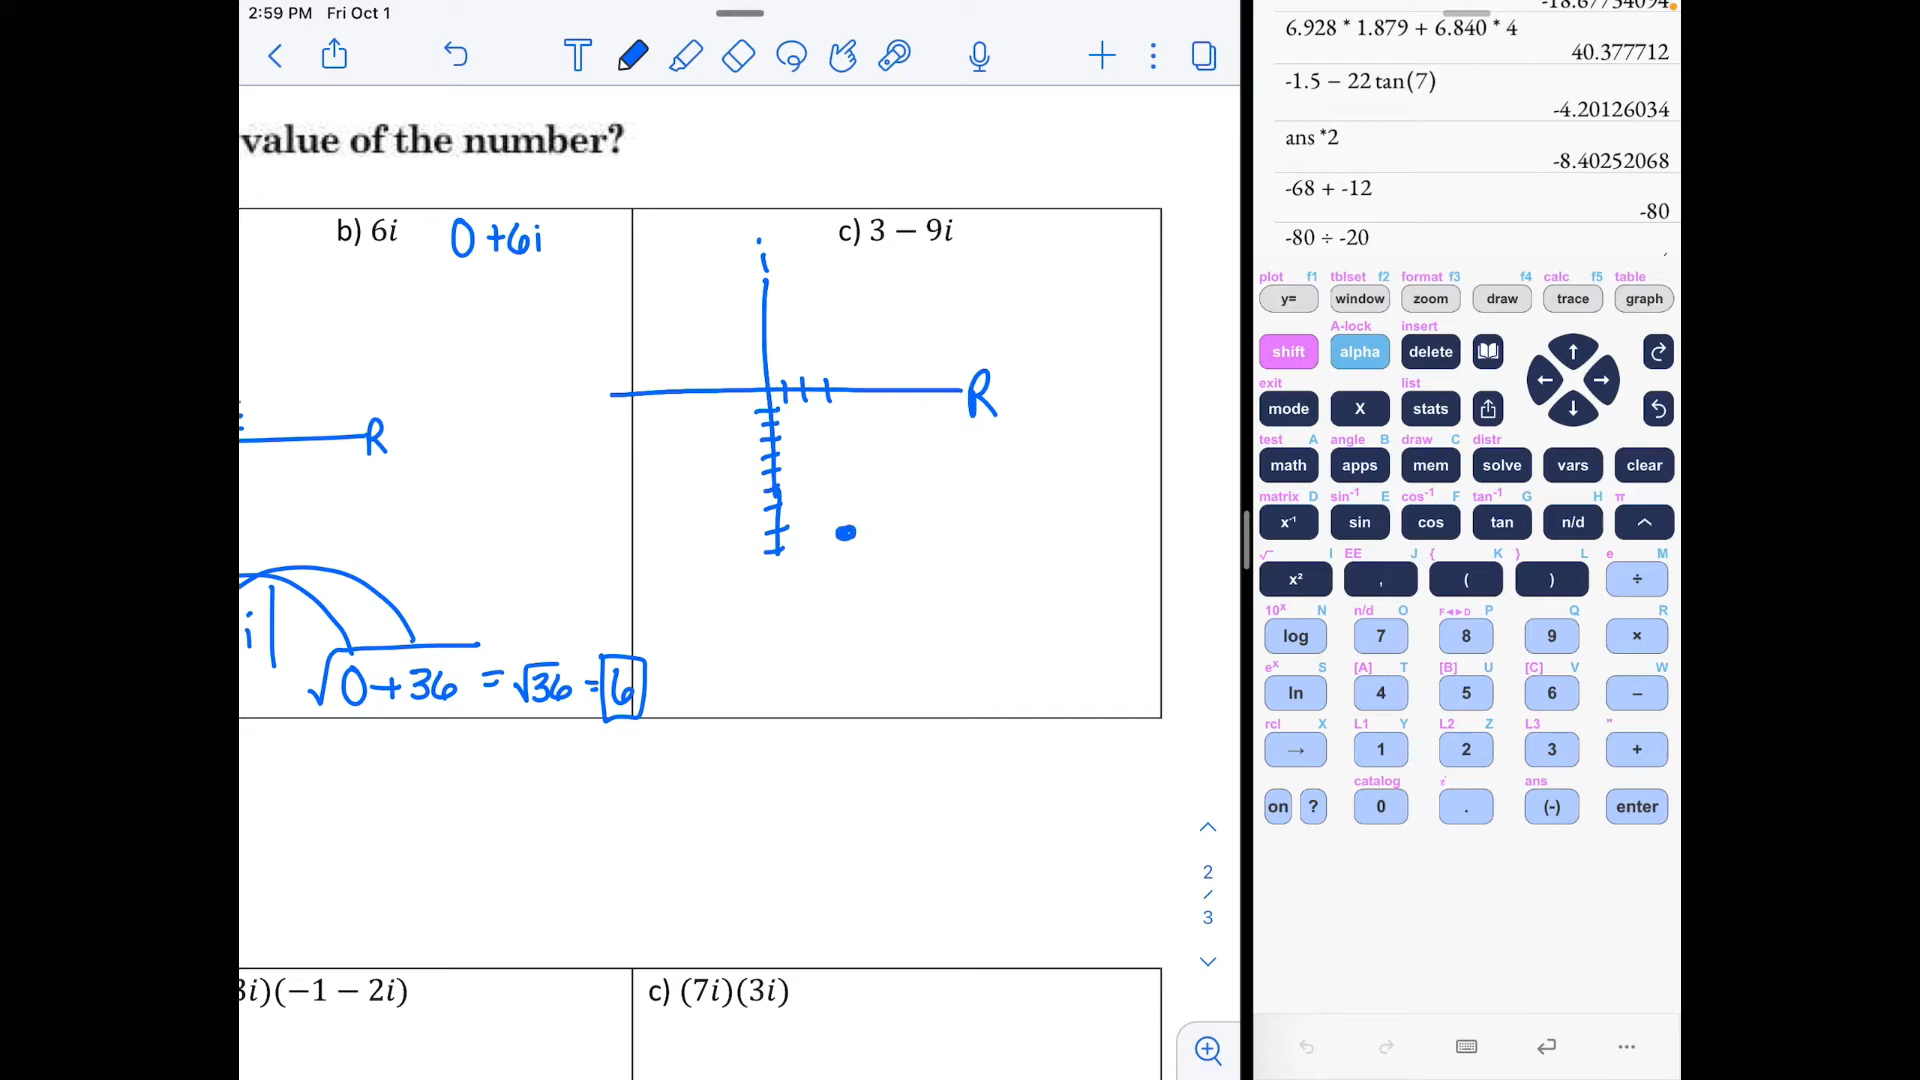 2:59 PM Fri Oct 1
value of the number?
b) 6i 0+6i
c) 3 − 9i
i
R
R
i|
√0+36 = √36 = 6
2
/
3
3i)(−1 − 2i)
c) (7i)(3i)
-18.67734094
6.928 * 1.879 + 6.840 * 4
40.377712
-1.5 − 22 tan(7)
-4.20126034
ans *2
-8.40252068
-68 + -12
-80
-80 ÷ -20
plot f1 tblset f2 format f3 f4 calc f5 table
y= window zoom draw trace graph
A-lock insert
shift alpha delete
exit list
mode X stats
test A angle B draw C distr
math apps mem solve vars clear
matrix D sin⁻¹ E cos⁻¹ F tan⁻¹ G H π
x⁻¹ sin cos tan n/d ^
√‾ I EE J { K } L e M
x² , ( ) ÷
10ˣ N n/d O F◄►D P Q R
log 7 8 9 ×
eˣ S [A] T [B] U [C] V W
ln 4 5 6 −
rcl X L1 Y L2 Z L3 "
→ 1 2 3 +
catalog i ans
on ? 0 . (-) enter